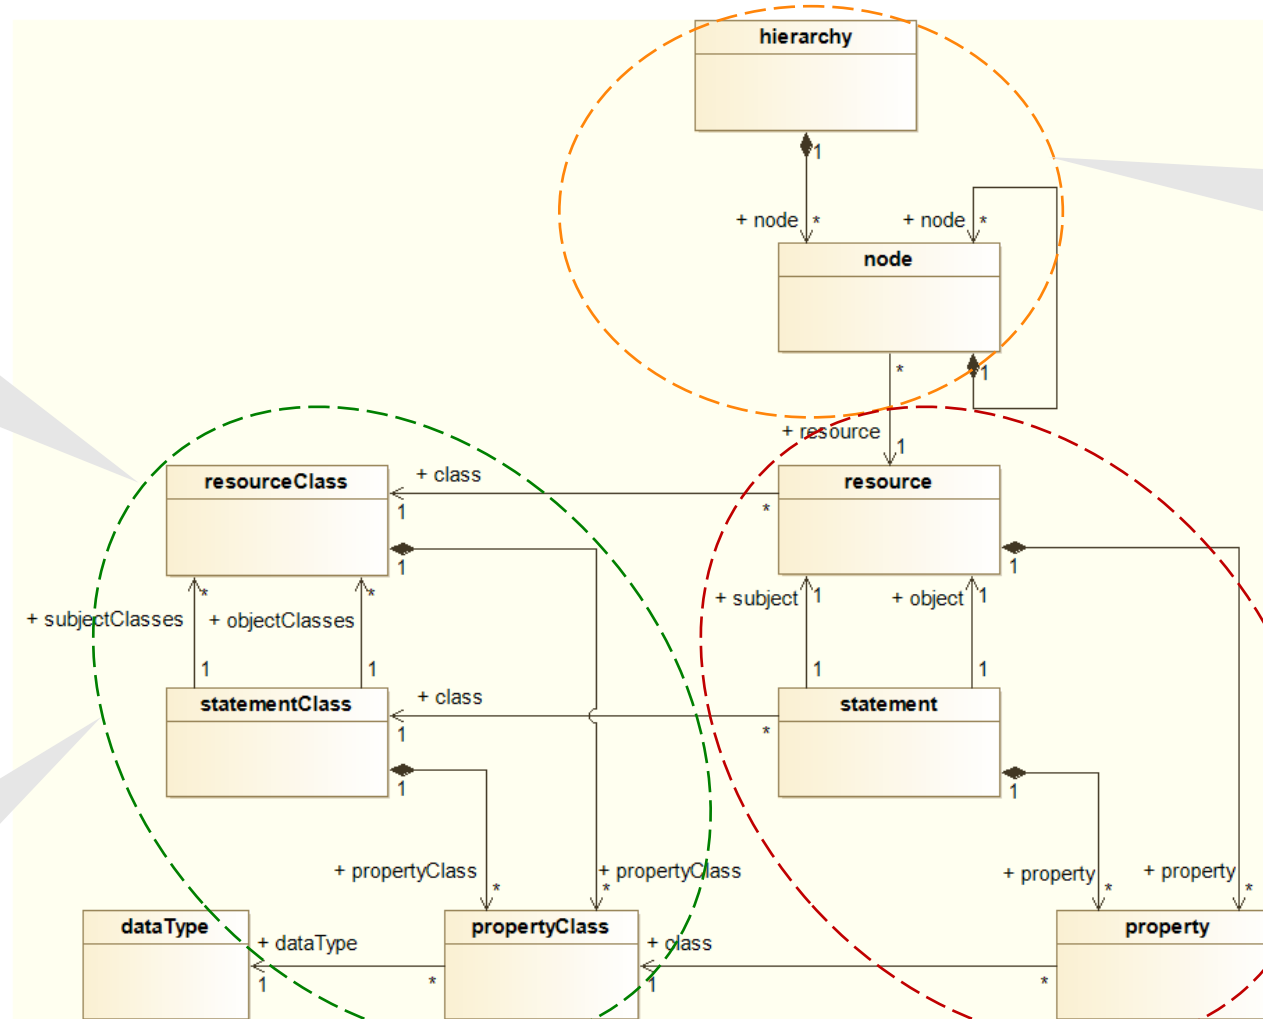 hierarchy
1
+ node * + node *
node
* 1
+ resource
1
resourceClass + class resource
1 *
1 1
* *
+ subjectClasses + objectClasses + subject 1 + object 1
1 1 1 1
statementClass + class statement
1 *
1 1
+ propertyClass + propertyClass + property + property
* * * *
dataType propertyClass property
+ dataType + class
1 * 1 *